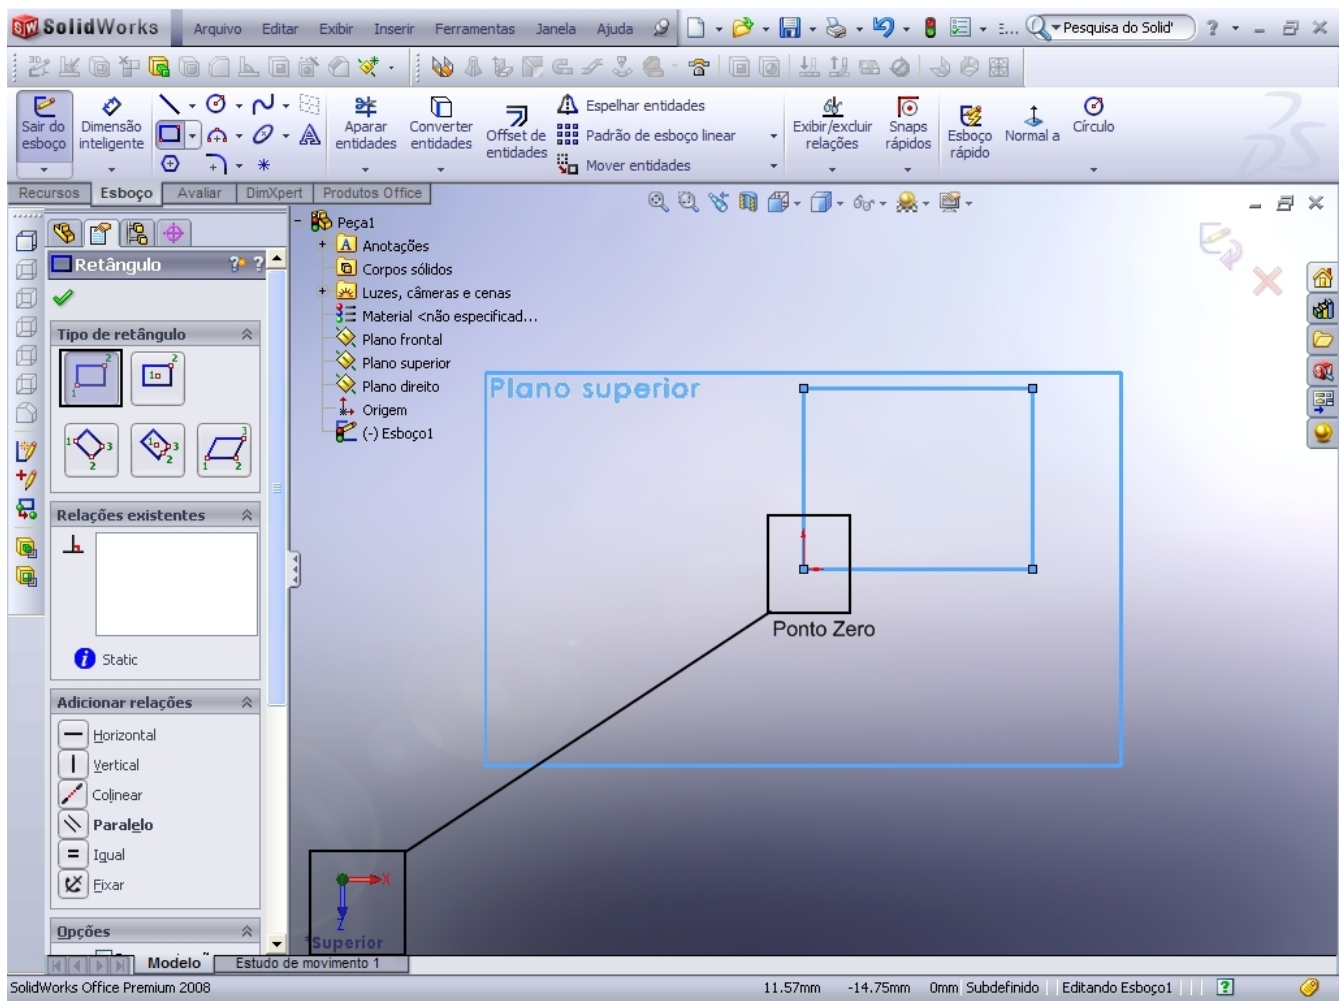 SolidWorks Arquivo Editar Exibir Inserir Ferramentas Janela Ajuda E... Pesquisa do Solid' ?
Sair do esboço
Dimensão inteligente
Aparar entidades
Converter entidades
Offset de entidades
Espelhar entidades
Padrão de esboço linear
Mover entidades
Exibir/excluir relações
Snaps rápidos
Esboço rápido
Normal a
Círculo
Recursos Esboço Avaliar DimXpert Produtos Office
Retângulo
Tipo de retângulo
Relações existentes
Static
Adicionar relações
Horizontal
Vertical
Colinear
Paralelo
Igual
Fixar
Opções
Peça1
Anotações
Corpos sólidos
Luzes, câmeras e cenas
Material <não especificad...
Plano frontal
Plano superior
Plano direito
Origem
(-) Esboço1
Plano superior
Ponto Zero
X
Z
*Superior
Modelo Estudo de movimento 1
SolidWorks Office Premium 2008 11.57mm -14.75mm 0mm Subdefinido Editando Esboço1